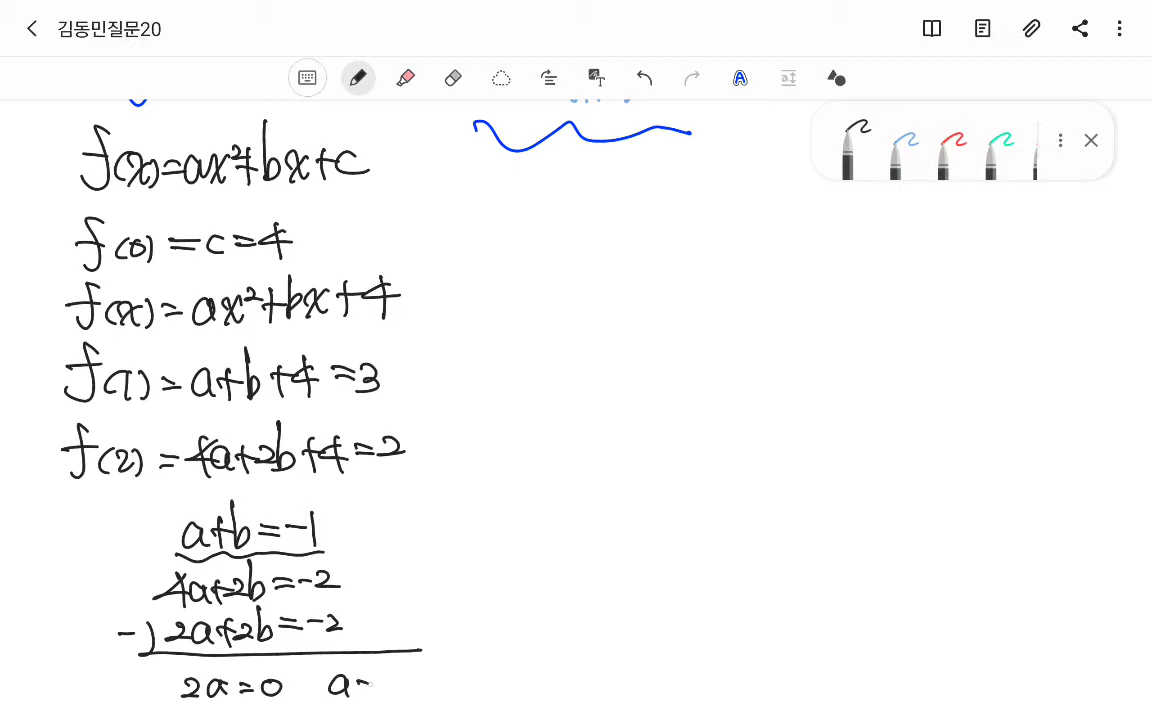 김동민질문20
f(x)=ax²+bx+c
f(0)=c=4
f(x)=ax²+bx+4
f(1)=a+b+4=3
f(2)=4a+2b+4=2
a+b=-1
4a+2b=-2
-)2a+2b=-2
2a=0 a